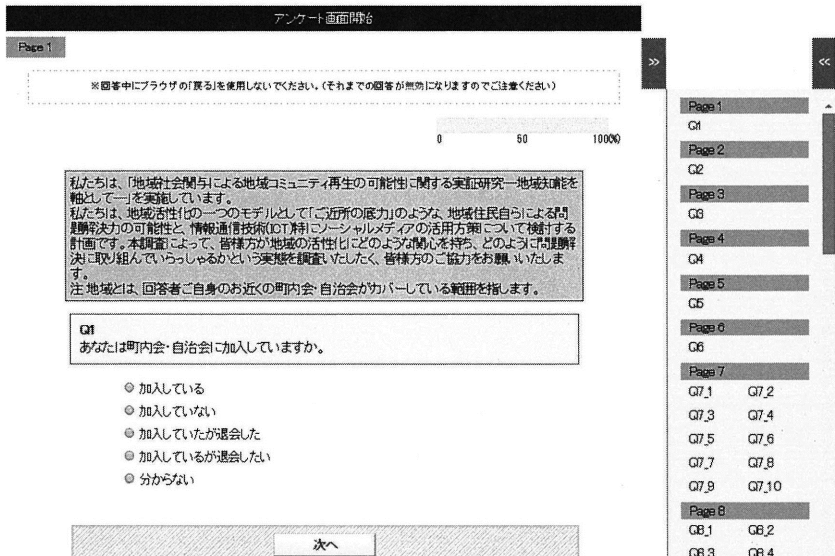 アンケート画面開始
Page 1
※回答中にブラウザの「戻る」を使用しないでください。(それまでの回答が無効になりますのでご注意ください)
0 50 100(%)
私たちは、「地域社会関与による地域コミュニティ再生の可能性に関する実証研究―地域知能を
軸として―」を実施しています。
私たちは、地域活性化の一つのモデルとして「ご近所の底力」のような、地域住民自らによる問
題解決力の可能性と、情報通信技術(ICT)特にソーシャルメディアの活用方策について検討する
計画です。本調査によって、皆様方が地域の活性化にどのような関心を持ち、どのように問題解
決に取り組んでいらっしゃるかという実態を調査いたしたく、皆様方のご協力をお願いいたしま
す。
注:地域とは、回答者ご自身のお近くの町内会・自治会がカバーしている範囲を指します。
Q1
あなたは町内会・自治会に加入していますか。
加入している
加入していない
加入していたが退会した
加入しているが退会したい
分からない
次へ
»
«
Page 1
Q1
Page 2
Q2
Page 3
Q3
Page 4
Q4
Page 5
Q5
Page 6
Q6
Page 7
Q7_1 Q7_2
Q7_3 Q7_4
Q7_5 Q7_6
Q7_7 Q7_8
Q7_9 Q7_10
Page 8
Q8_1 Q8_2
Q8_3 Q8_4